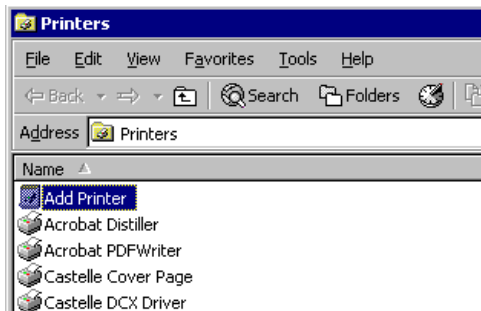 Printers
File Edit View Favorites Tools Help
Back Search Folders
Address Printers
Name
Add Printer
Acrobat Distiller
Acrobat PDFWriter
Castelle Cover Page
Castelle DCX Driver